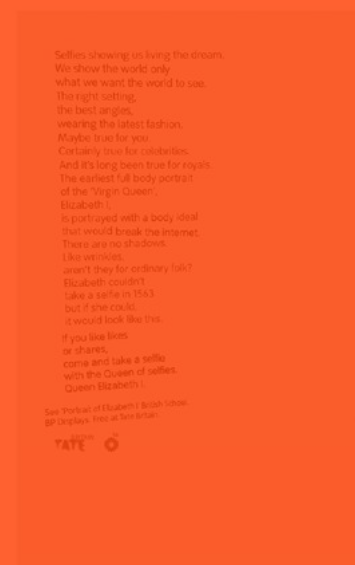 Selfies showing us living the dream.
We show the world only
what we want the world to see.
The right setting,
the best angles,
wearing the latest fashion.
Maybe true for you.
Certainly true for celebrities.
And it's long been true for royals.
The earliest full body portrait
of the 'Virgin Queen',
Elizabeth I,
is portrayed with a body ideal
that would break the internet.
There are no shadows.
Like wrinkles,
aren't they for ordinary folk?
Elizabeth couldn't
take a selfie in 1563
but if she could,
it would look like this.
If you like likes
or shares,
come and take a selfie
with the Queen of selfies.
Queen Elizabeth I.
See 'Portrait of Elizabeth I' British School
BP Displays. Free at Tate Britain
TATE